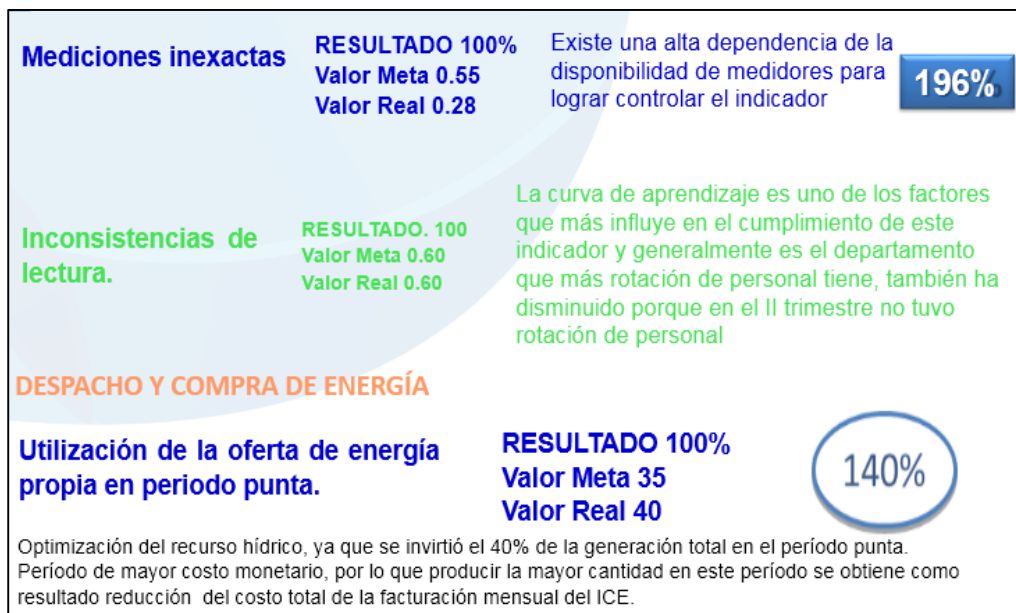 Mediciones inexactas
RESULTADO 100%
Valor Meta 0.55
Valor Real 0.28
Existe una alta dependencia de la
disponibilidad de medidores para
lograr controlar el indicador
196%
Inconsistencias de
lectura.
RESULTADO. 100
Valor Meta 0.60
Valor Real 0.60
La curva de aprendizaje es uno de los factores
que más influye en el cumplimiento de este
indicador y generalmente es el departamento
que más rotación de personal tiene, también ha
disminuido porque en el II trimestre no tuvo
rotación de personal
DESPACHO Y COMPRA DE ENERGÍA
Utilización de la oferta de energía
propia en periodo punta.
RESULTADO 100%
Valor Meta 35
Valor Real 40
140%
Optimización del recurso hídrico, ya que se invirtió el 40% de la generación total en el período punta.
Período de mayor costo monetario, por lo que producir la mayor cantidad en este período se obtiene como
resultado reducción del costo total de la facturación mensual del ICE.